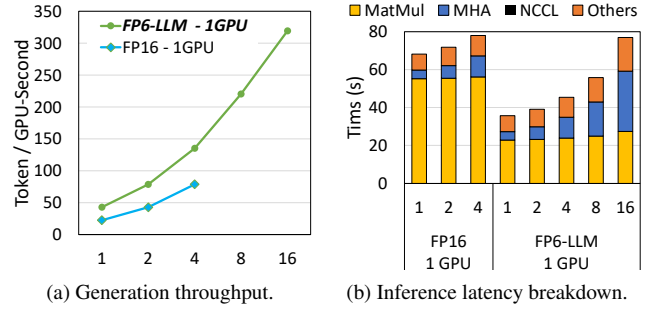 350
300
250
200
150
100
50
0
Token / GPU-Second
FP6-LLM - 1GPU
FP16 - 1GPU
1 2 4 8 16
(a) Generation throughput.
MatMul MHA NCCL Others
80
60
40
20
0
Tims (s)
1 2 4 1 2 4 8 16
FP16 FP6-LLM
1 GPU 1 GPU
(b) Inference latency breakdown.